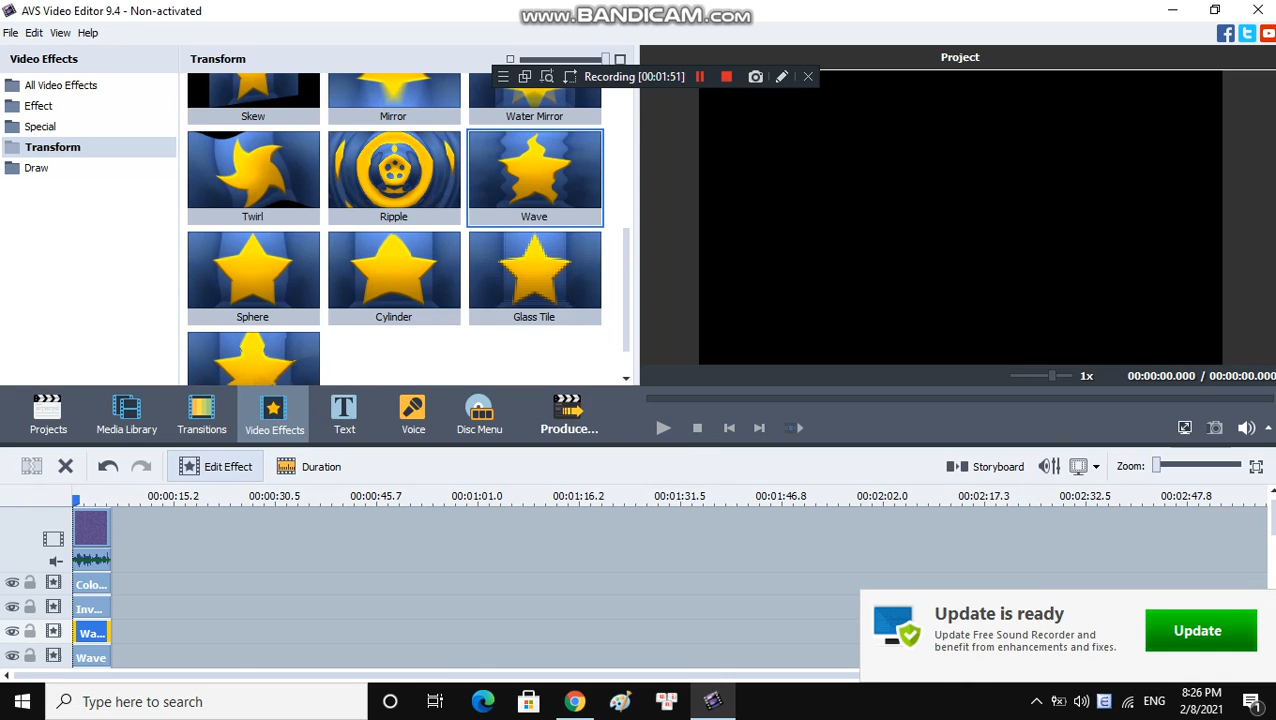 AVS Video Editor 9.4 - Non-activated
www.BANDICAM.com
File Edit View Help
Video Effects
Transform
Project
Recording [00:01:51]
All Video Effects
Effect
Special
Transform
Draw
Skew
Mirror
Water Mirror
Twirl
Ripple
Wave
Sphere
Cylinder
Glass Tile
1x
00:00:00.000 / 00:00:00.000
Projects
Media Library
Transitions
Video Effects
Text
Voice
Disc Menu
Produce...
Edit Effect
Duration
Storyboard
Zoom:
00:00:15.2 00:00:30.5 00:00:45.7 00:01:01.0 00:01:16.2 00:01:31.5 00:01:46.8 00:02:02.0 00:02:17.3 00:02:32.5 00:02:47.8
Colo...
Inv...
Wa...
Wave
Update is ready
Update Free Sound Recorder and
benefit from enhancements and fixes.
Update
Type here to search
ENG
8:26 PM
2/8/2021
1